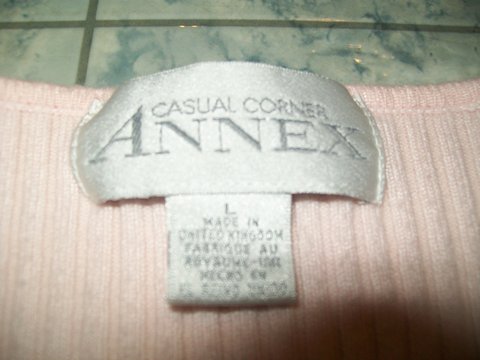 CASUAL CORNER
ANNEX
L
MADE IN
UNITED KINGDOM
FABRIQUE AU
ROYAUME-UNI
HECHO EN